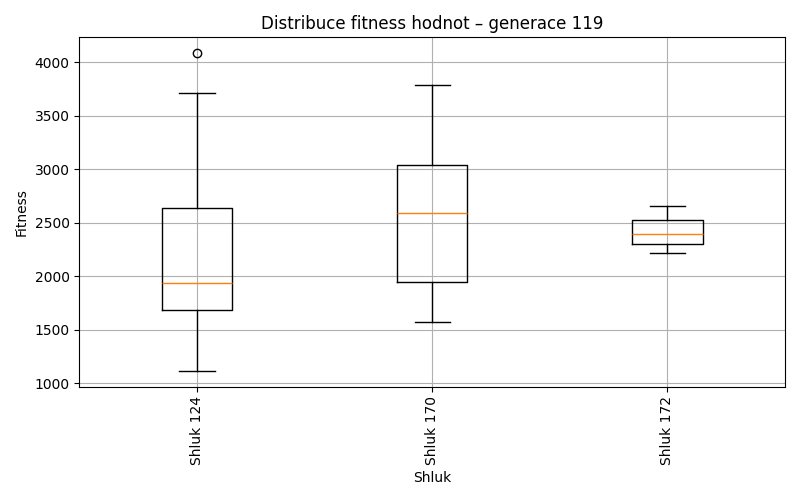 Distribuce fitness hodnot – generace 119
4000
3500
3000
2500
2000
1500
1000
Fitness
Shluk 124
Shluk 170
Shluk 172
Shluk